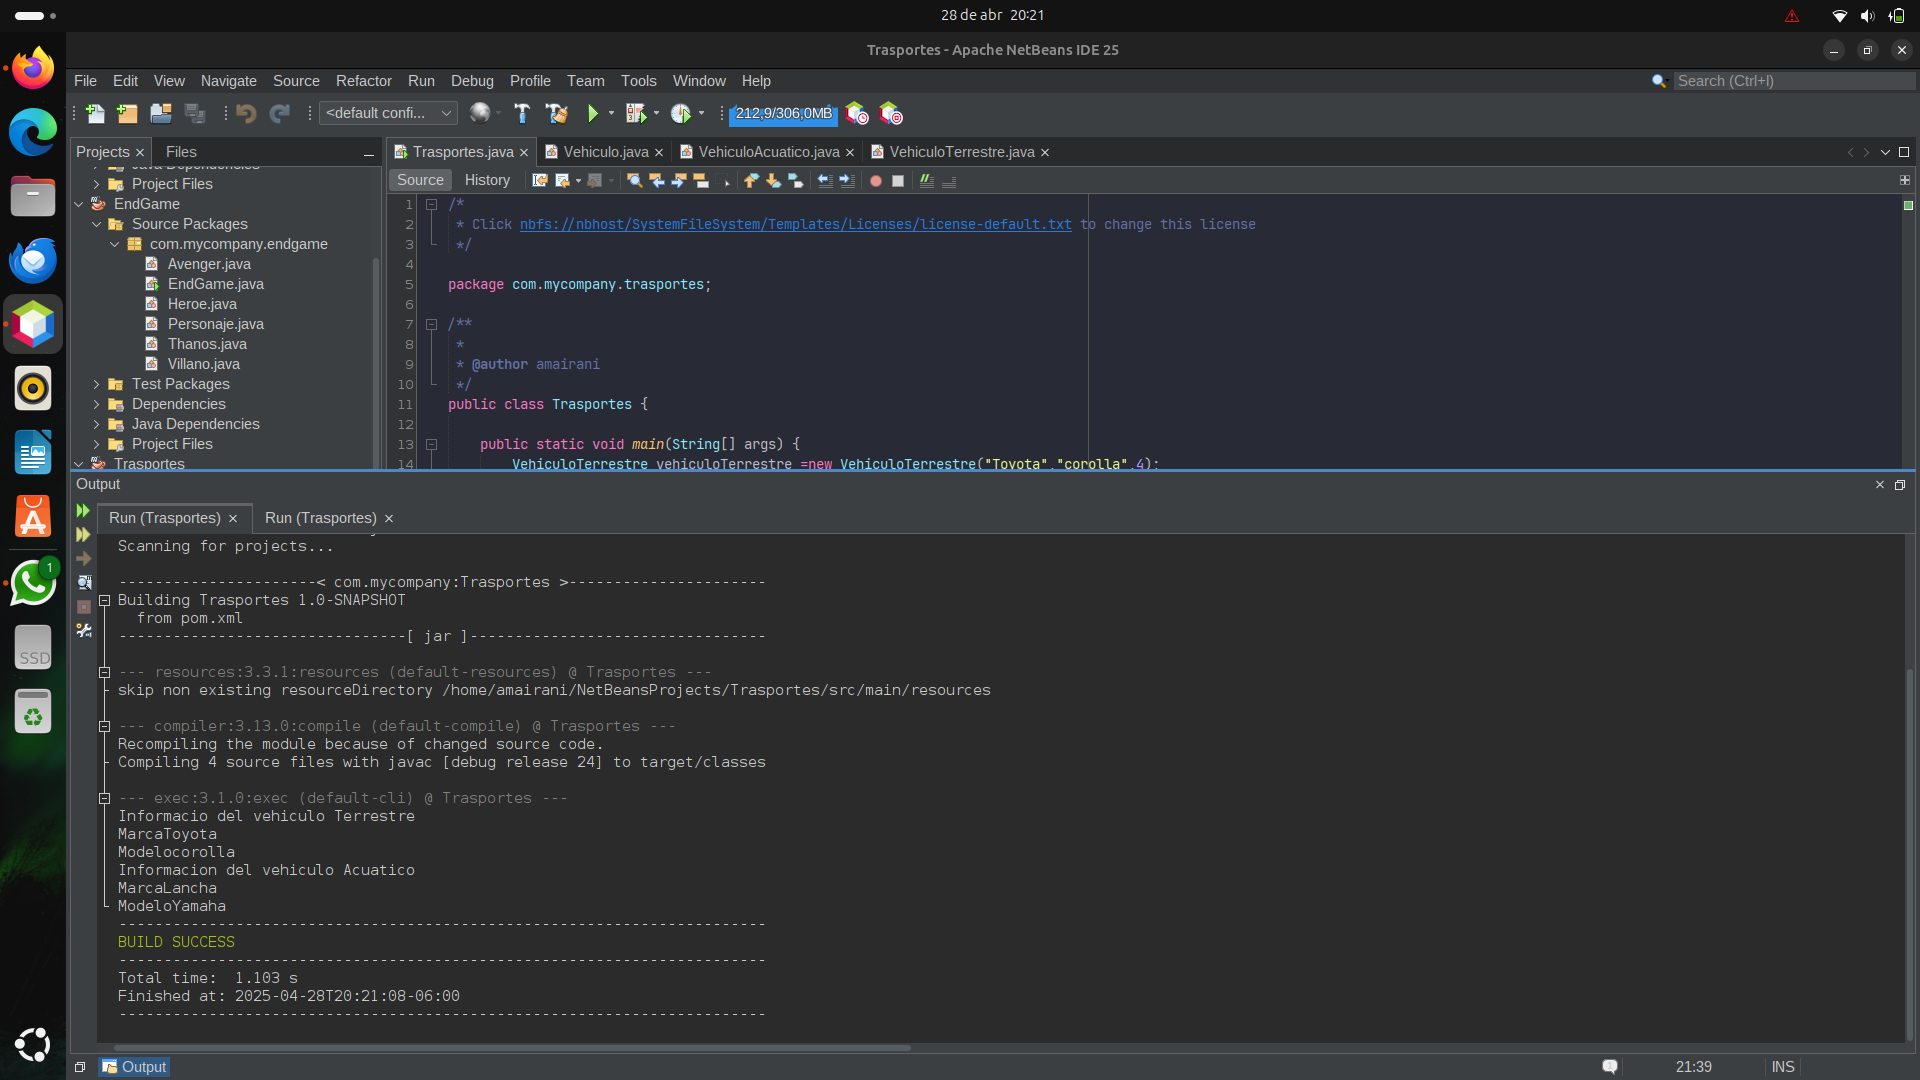 28 de abr 20:21
Trasportes - Apache NetBeans IDE 25
File Edit View Navigate Source Refactor Run Debug Profile Team Tools Window Help
Search (Ctrl+I)
<default confi...
212,9/306,0MB
Projects Files
Trasportes.java Vehiculo.java VehiculoAcuatico.java VehiculoTerrestre.java
Source History
Java Dependencies
Project Files
EndGame
Source Packages
com.mycompany.endgame
Avenger.java
EndGame.java
Heroe.java
Personaje.java
Thanos.java
Villano.java
Test Packages
Dependencies
Java Dependencies
Project Files
Trasportes
1 /*
2 * Click nbfs://nbhost/SystemFileSystem/Templates/Licenses/license-default.txt to change this license
3 */
4
5 package com.mycompany.trasportes;
6
7 /**
8 *
9 * @author amairani
10 */
11 public class Trasportes {
12
13 public static void main(String[] args) {
14 VehiculoTerrestre vehiculoTerrestre =new VehiculoTerrestre("Toyota","corolla",4);
Output
Run (Trasportes) Run (Trasportes)
Scanning for projects...
----------------------< com.mycompany:Trasportes >----------------------
Building Trasportes 1.0-SNAPSHOT
from pom.xml
--------------------------------[ jar ]---------------------------------
--- resources:3.3.1:resources (default-resources) @ Trasportes ---
skip non existing resourceDirectory /home/amairani/NetBeansProjects/Trasportes/src/main/resources
--- compiler:3.13.0:compile (default-compile) @ Trasportes ---
Recompiling the module because of changed source code.
Compiling 4 source files with javac [debug release 24] to target/classes
--- exec:3.1.0:exec (default-cli) @ Trasportes ---
Informacio del vehiculo Terrestre
MarcaToyota
Modelocorolla
Informacion del vehiculo Acuatico
MarcaLancha
ModeloYamaha
------------------------------------------------------------------------
BUILD SUCCESS
------------------------------------------------------------------------
Total time:  1.103 s
Finished at: 2025-04-28T20:21:08-06:00
------------------------------------------------------------------------
1
SSD
Output
21:39 INS